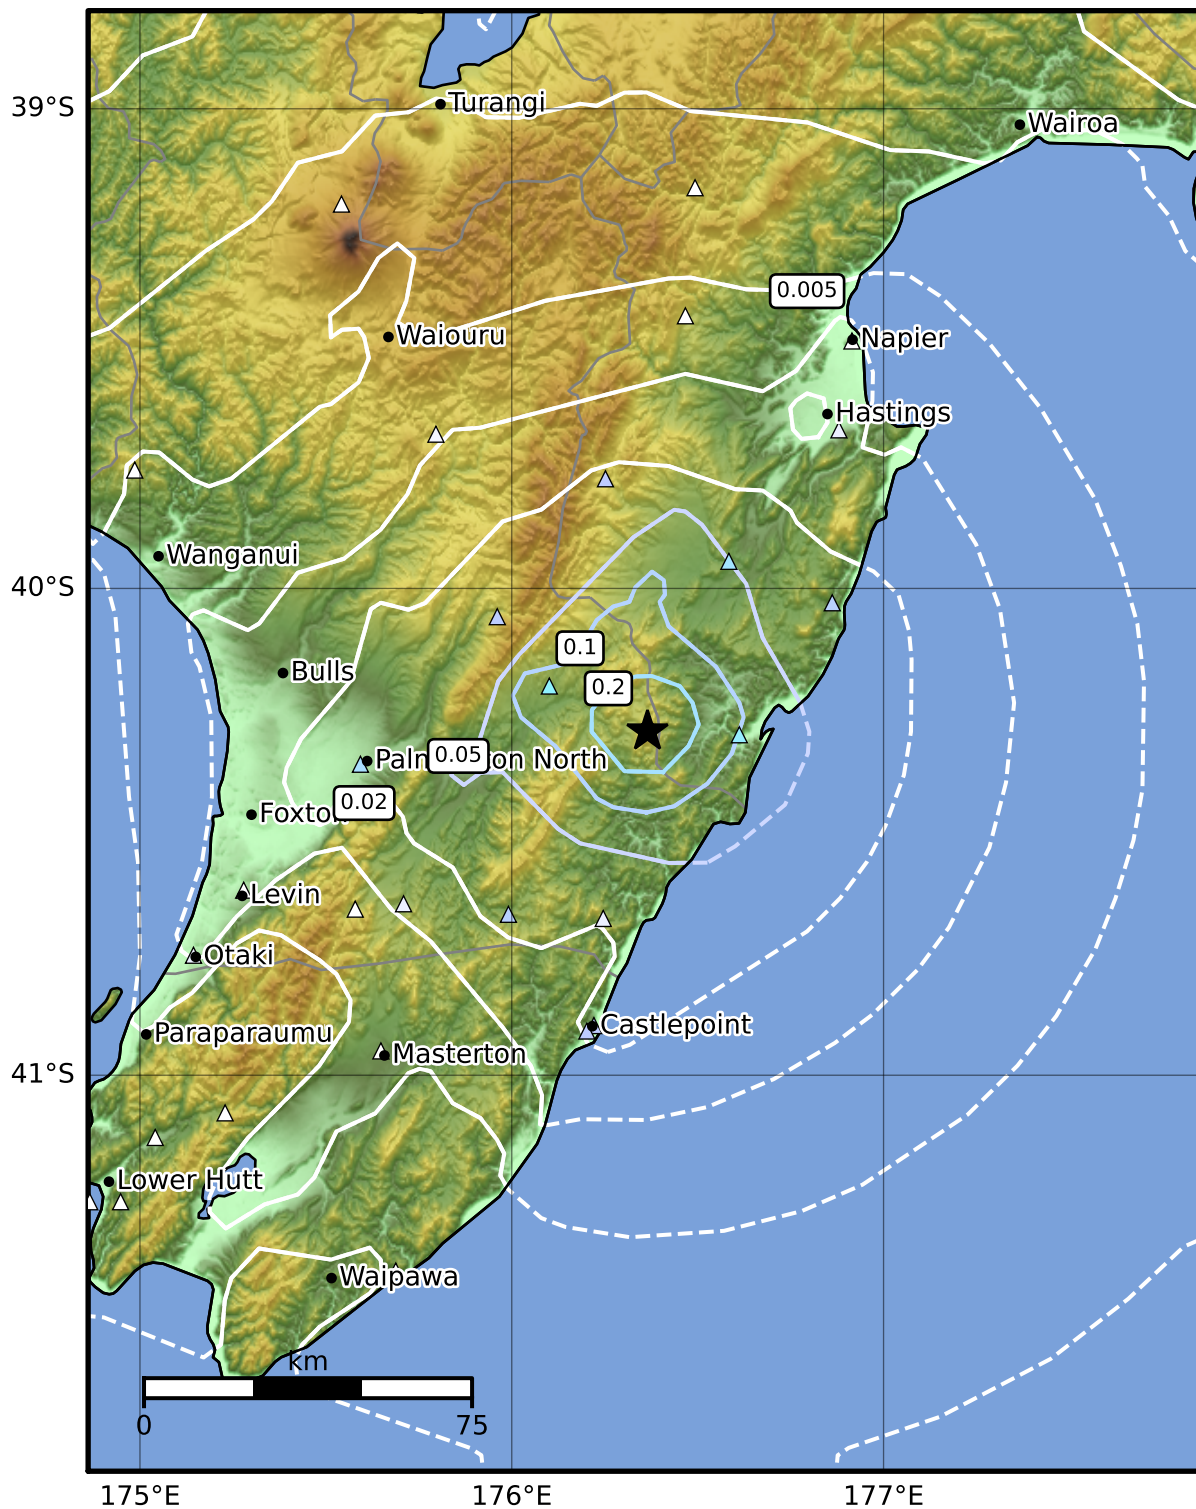 39°S
Turangi
Wairoa
0.005
Waiouru
Napier
Hastings
Wanganui
40°S
0.1
Bulls
0.2
0.05
on North
0.02
Levin
Otaki
Castlepoint
Paraparaumu
Masterton
41°S
Lower Hutt
Waipawa
km
0
75
175°E
176°E
177°E